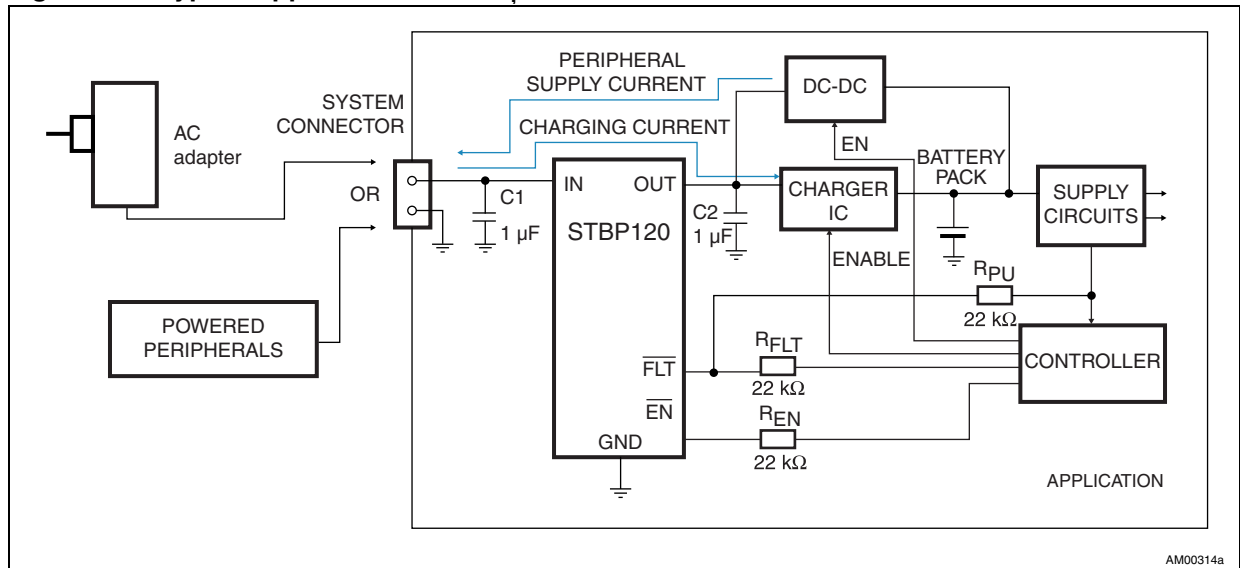 PERIPHERAL
SUPPLY CURRENT
DC-DC
SYSTEM
CONNECTOR
CHARGING CURRENT
EN
AC
adapter
BATTERY
PACK
OR
IN
OUT
CHARGER
IC
SUPPLY
CIRCUITS
C1
1 µF
STBP120
C2
1 µF
ENABLE
RPU
22 kΩ
POWERED
PERIPHERALS
FLT
RFLT
22 kΩ
CONTROLLER
EN
REN
22 kΩ
GND
APPLICATION
AM00314a